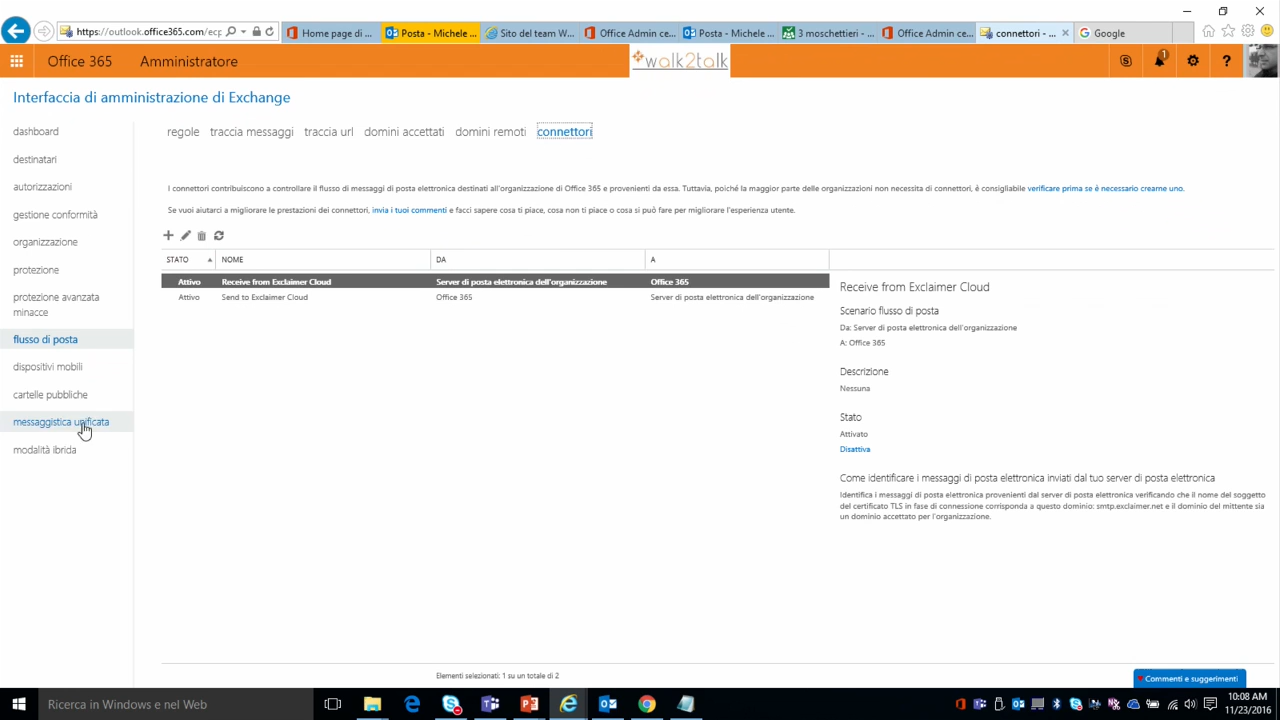 https://outlook.office365.com/ecp
Home page di ...
Posta - Michele ...
Sito del team W...
Office Admin ce...
Posta - Michele ...
3 moschettieri - ...
Office Admin ce...
connettori - ...
Google
Office 365
Amministratore
walk2talk
1
?
Interfaccia di amministrazione di Exchange
dashboard
destinatari
autorizzazioni
gestione conformità
organizzazione
protezione
protezione avanzata
minacce
flusso di posta
dispositivi mobili
cartelle pubbliche
messaggistica unificata
modalità ibrida
regole traccia messaggi traccia url domini accettati domini remoti connettori
I connettori contribuiscono a controllare il flusso di messaggi di posta elettronica destinati all'organizzazione di Office 365 e provenienti da essa. Tuttavia, poiché la maggior parte delle organizzazioni non necessita di connettori, è consigliabile verificare prima se è necessario crearne uno.
Se vuoi aiutarci a migliorare le prestazioni dei connettori, invia i tuoi commenti e facci sapere cosa ti piace, cosa non ti piace o cosa si può fare per migliorare l'esperienza utente.
STATO NOME DA A
Attivo Receive from Exclaimer Cloud Server di posta elettronica dell'organizzazione Office 365
Attivo Send to Exclaimer Cloud Office 365 Server di posta elettronica dell'organizzazione
Receive from Exclaimer Cloud
Scenario flusso di posta
Da: Server di posta elettronica dell'organizzazione
A: Office 365
Descrizione
Nessuna
Stato
Attivato
Disattiva
Come identificare i messaggi di posta elettronica inviati dal tuo server di posta elettronica
Identifica i messaggi di posta elettronica provenienti dal server di posta elettronica verificando che il nome del soggetto
del certificato TLS in fase di connessione corrisponda a questo dominio: smtp.exclaimer.net e il dominio del mittente sia
un dominio accettato per l'organizzazione.
Elementi selezionati: 1 su un totale di 2
Commenti e suggerimenti
Ricerca in Windows e nel Web
10:08 AM
11/23/2016